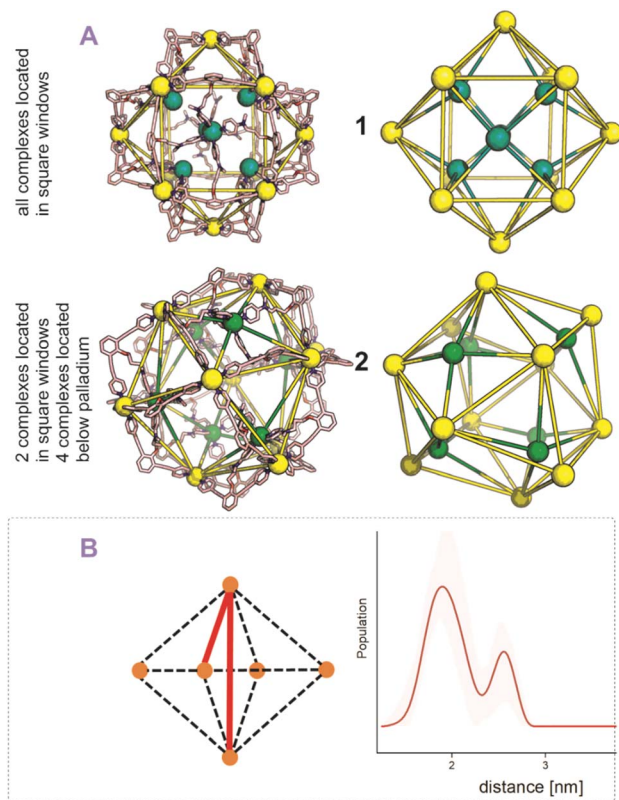 A
all complexes located
in square windows
1
2 complexes located
in square windows
4 complexes located
below palladium
2
B
Population
2
3
distance [nm]